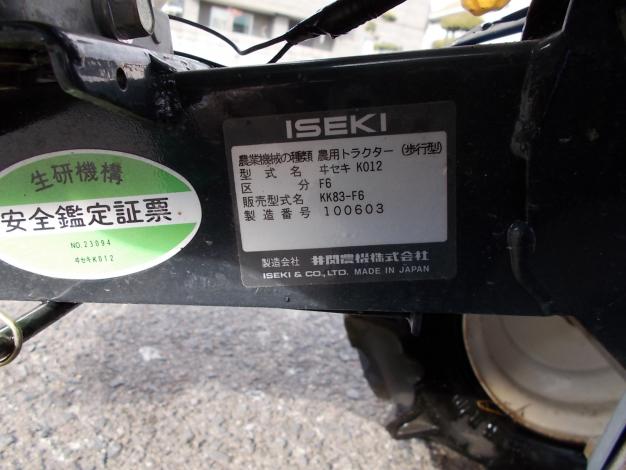 生研機構
安全鑑定証票
NO.23094
ヰセキK012
ISEKI
農業機械の種類 農用トラクター (歩行型)
型式名 ヰセキ K012
区分 F6
販売型式名 KK83-F6
製造番号 100603
製造会社 井関農機株式会社
ISEKI & CO., LTD. MADE IN JAPAN